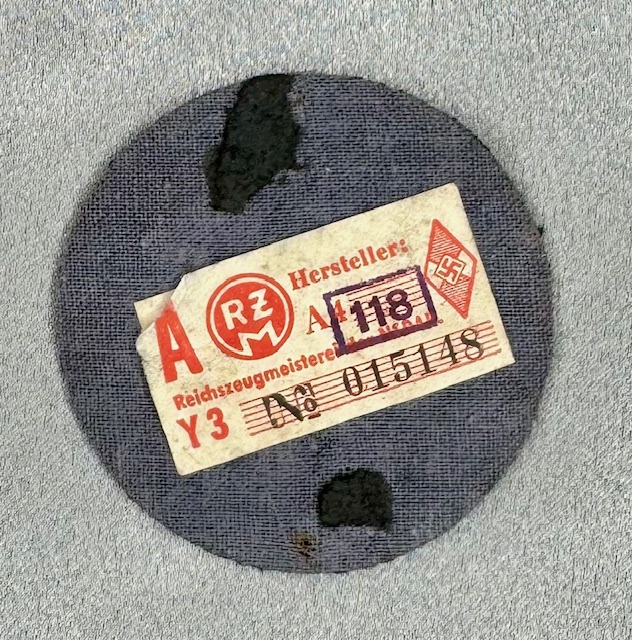 A
RZM
Hersteller:
A4 118
Reichszeugmeisterei
Y3 No 015148